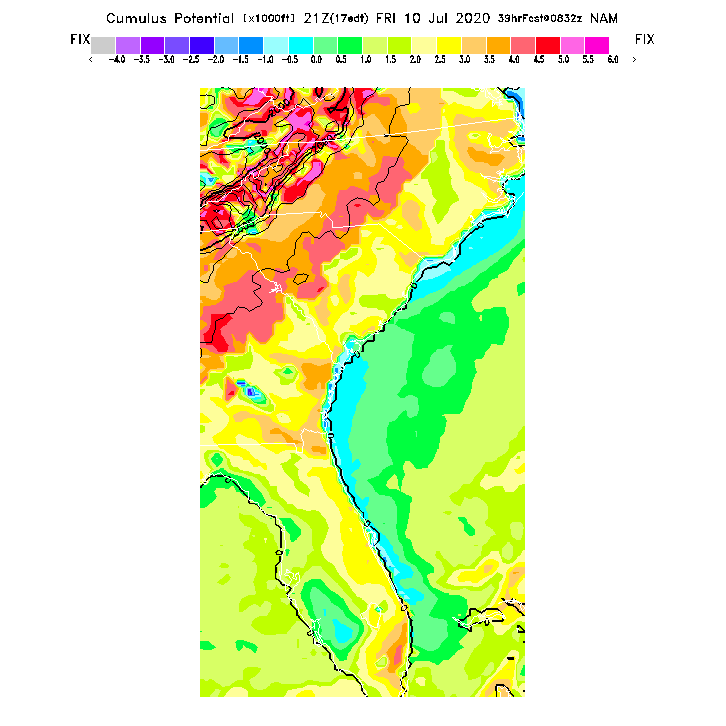 Cumulus Potential [x1000ft] 21Z(17edt) FRI 10 Jul 2020 39hrFcst@0832z NAM
FIX FIX
< -4.0 -3.5 -3.0 -2.5 -2.0 -1.5 -1.0 -0.5 0.0 0.5 1.0 1.5 2.0 2.5 3.0 3.5 4.0 4.5 5.0 5.5 6.0 >